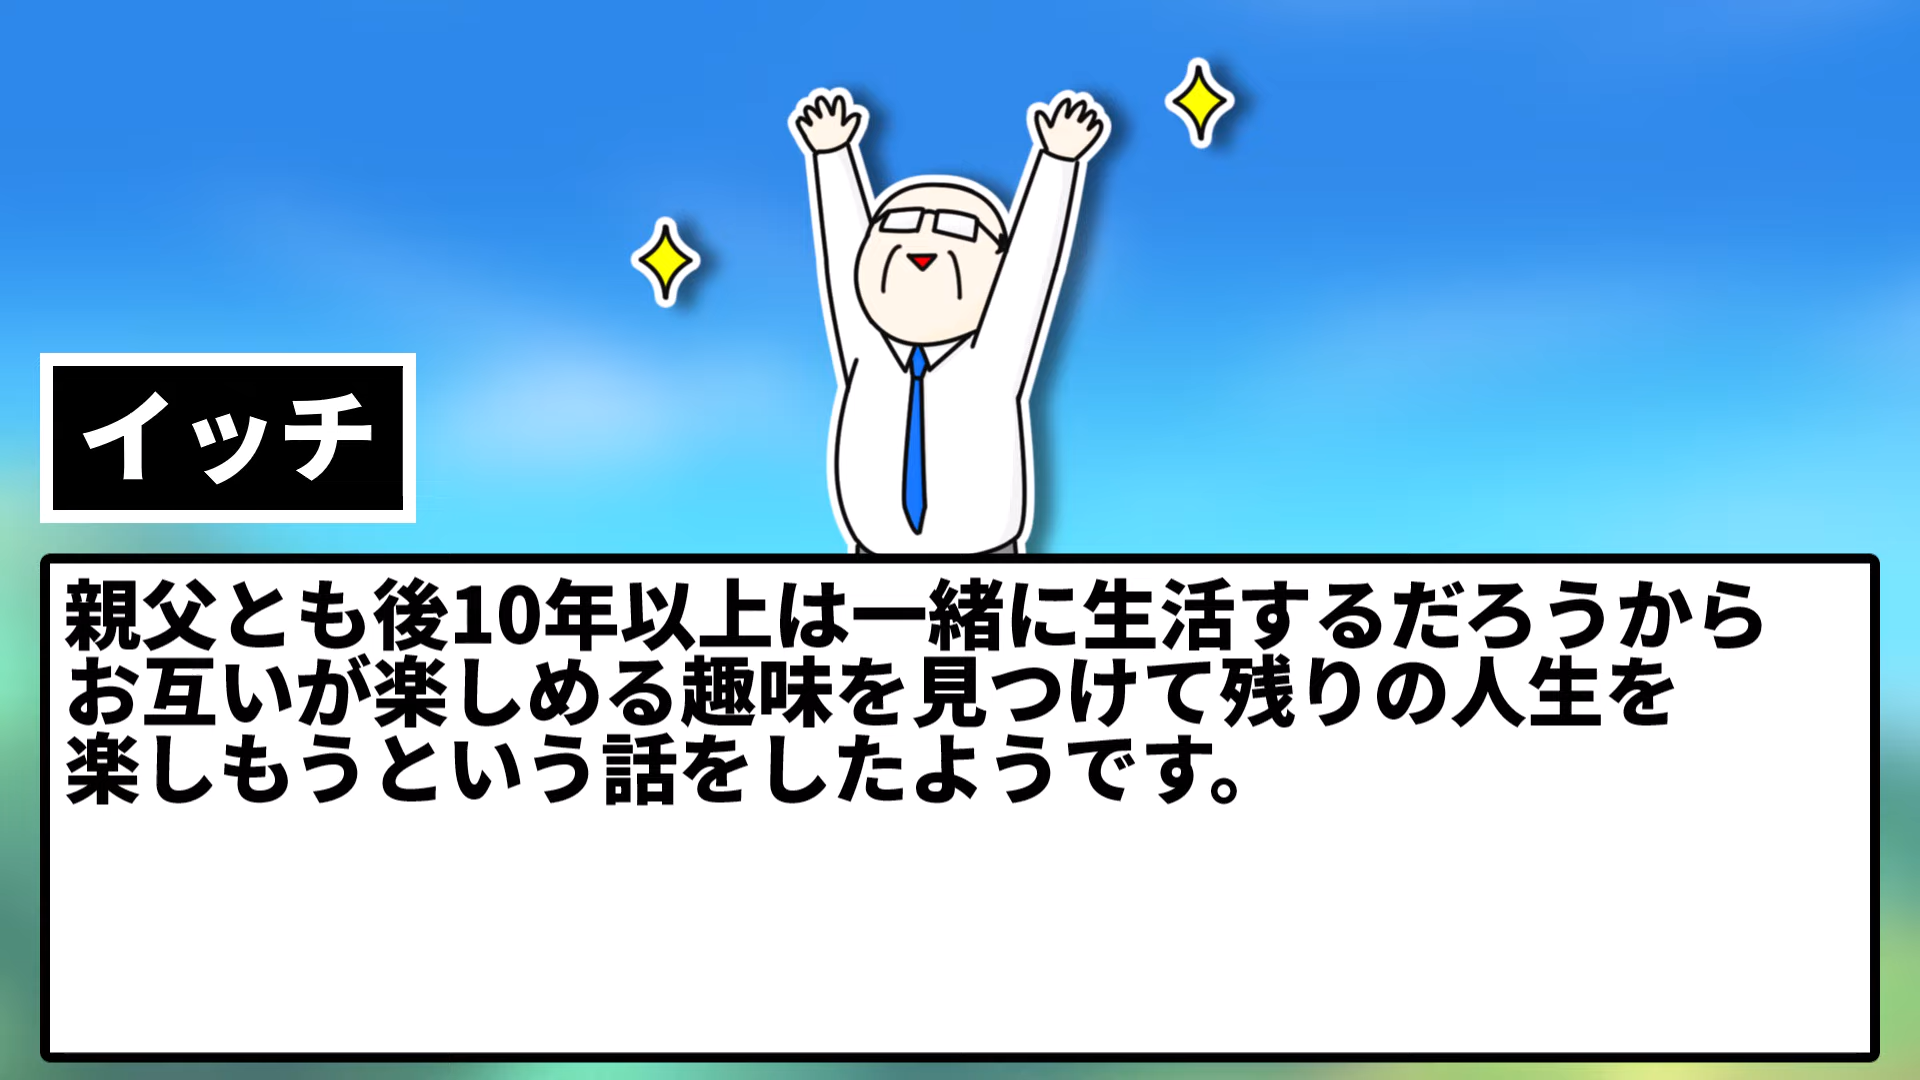 イッチ
親父とも後10年以上は一緒に生活するだろうから
お互いが楽しめる趣味を見つけて残りの人生を
楽しもうという話をしたようです。